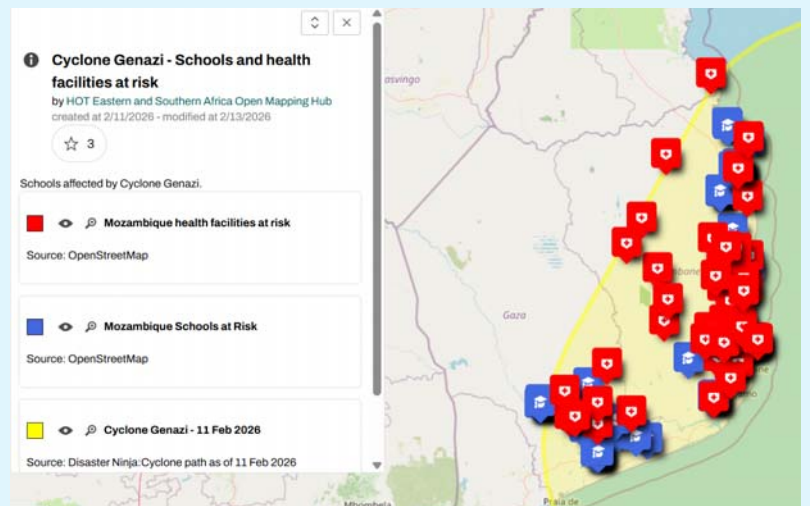 Cyclone Genazi - Schools and health
facilities at risk
by HOT Eastern and Southern Africa Open Mapping Hub
created at 2/11/2026 - modified at 2/13/2026
3
Schools affected by Cyclone Genazi.
Mozambique health facilities at risk
Source: OpenStreetMap
Mozambique Schools at Risk
Source: OpenStreetMap
Cyclone Genazi - 11 Feb 2026
Source: Disaster Ninja:Cyclone path as of 11 Feb 2026
asvingo
Gaza
Mbombela
Praia de